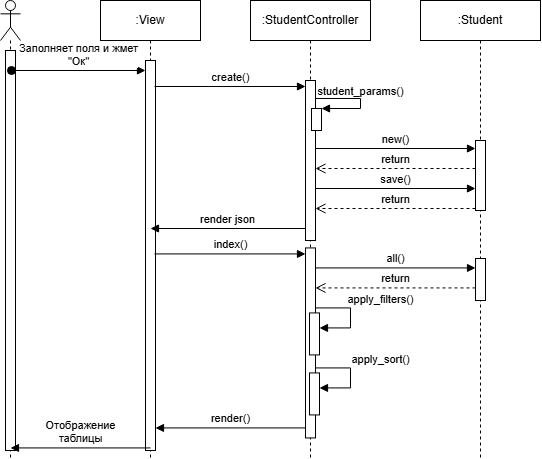 :View
:StudentController
:Student
Заполняет поля и жмет
"Ок"
create()
student_params()
new()
return
save()
return
render json
index()
all()
return
apply_filters()
apply_sort()
render()
Отображение
таблицы